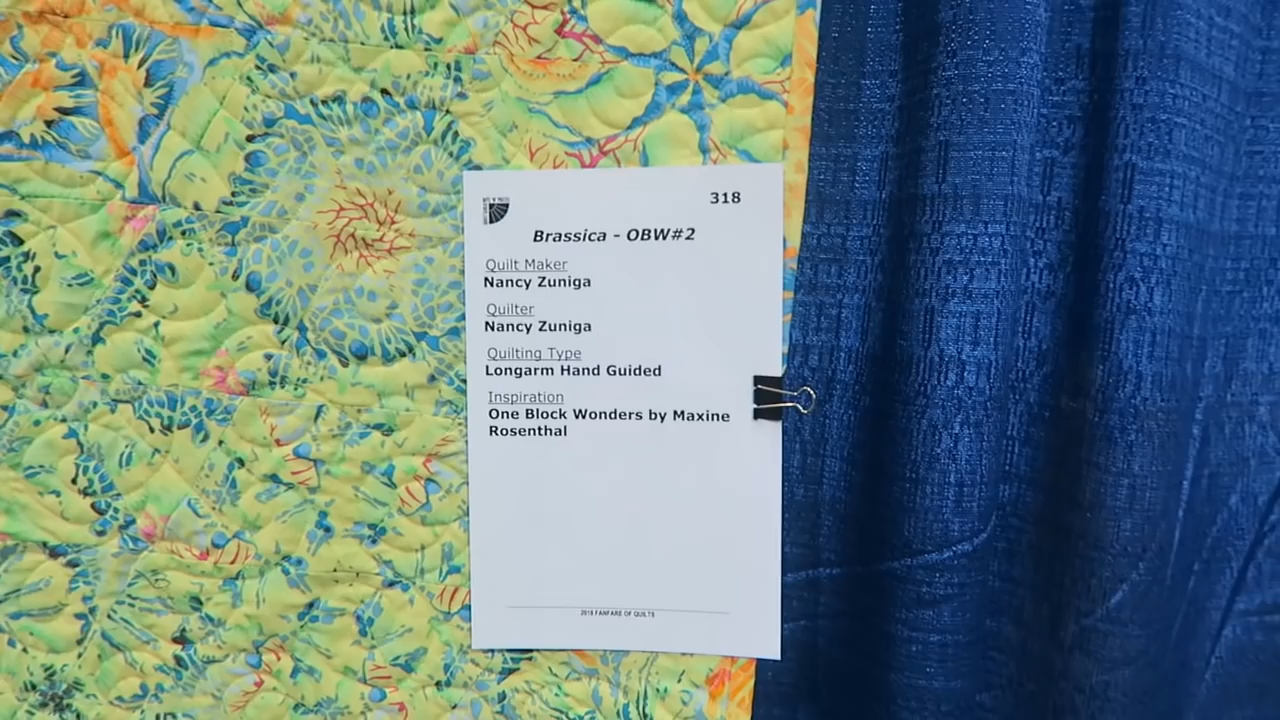 318
Brassica - OBW#2
Quilt Maker
Nancy Zuniga
Quilter
Nancy Zuniga
Quilting Type
Longarm Hand Guided
Inspiration
One Block Wonders by Maxine
Rosenthal
2018 FANFARE OF QUILTS